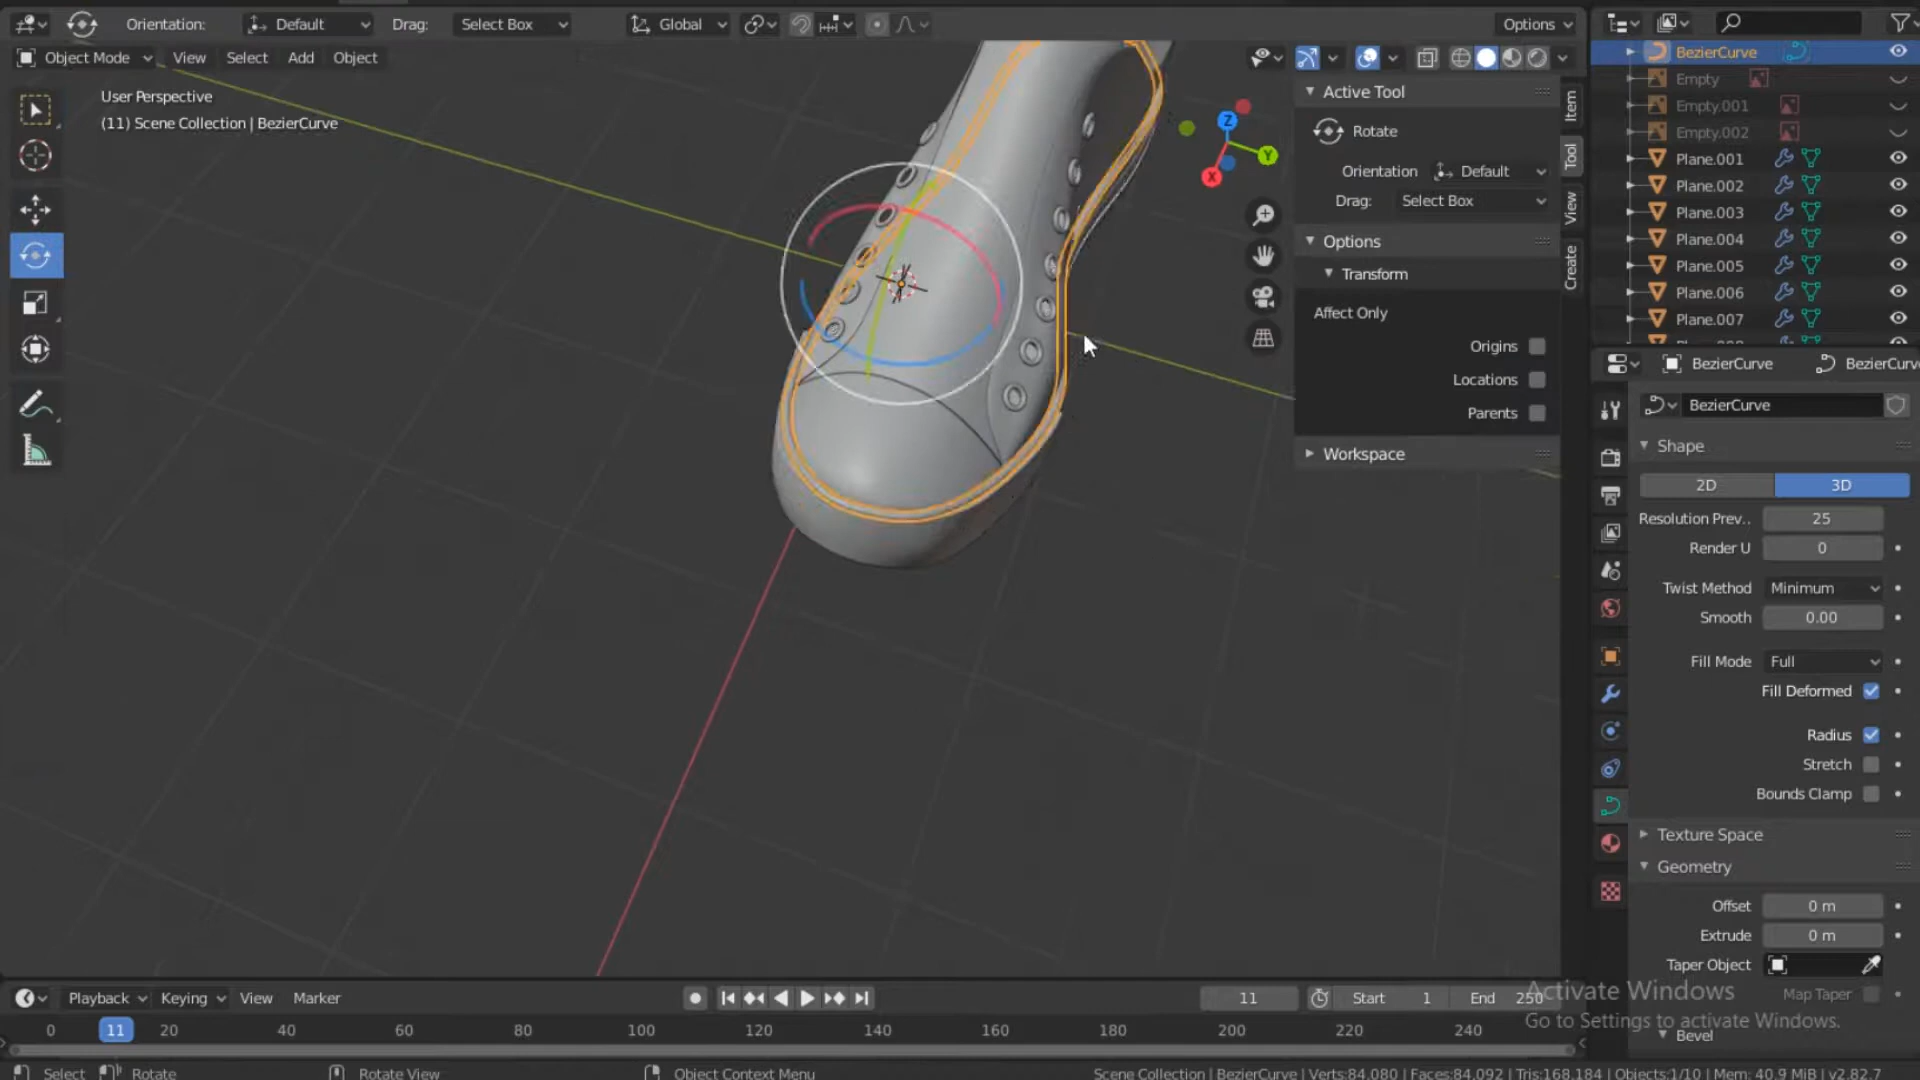 Orientation: Default Drag: Select Box Global Options
Object Mode View Select Add Object
User Perspective
(11) Scene Collection | BezierCurve
Z
Y
X
Active Tool
Rotate
Orientation Default
Drag: Select Box
Options
Transform
Affect Only
Origins
Locations
Parents
Workspace
Item
Tool
View
Create
BezierCurve
Empty
Empty.001
Empty.002
Plane.001
Plane.002
Plane.003
Plane.004
Plane.005
Plane.006
Plane.007
BezierCurve BezierCurv
BezierCurve
Shape
2D 3D
Resolution Prev.. 25
Render U 0
Twist Method Minimum
Smooth 0.00
Fill Mode Full
Fill Deformed
Radius
Stretch
Bounds Clamp
Texture Space
Geometry
Offset 0 m
Extrude 0 m
Taper Object
Map Taper
Bevel
Activate Windows
Go to Settings to activate Windows.
Playback Keying View Marker 11 Start 1 End 250
0 11 20 40 60 80 100 120 140 160 180 200 220 240
Select Rotate Rotate View Object Context Menu Scene Collection | BezierCurve | Verts:84,080 | Faces:84,092 | Tris:168,184 | Objects:1/10 | Mem: 40.9 MiB | v2.82.7